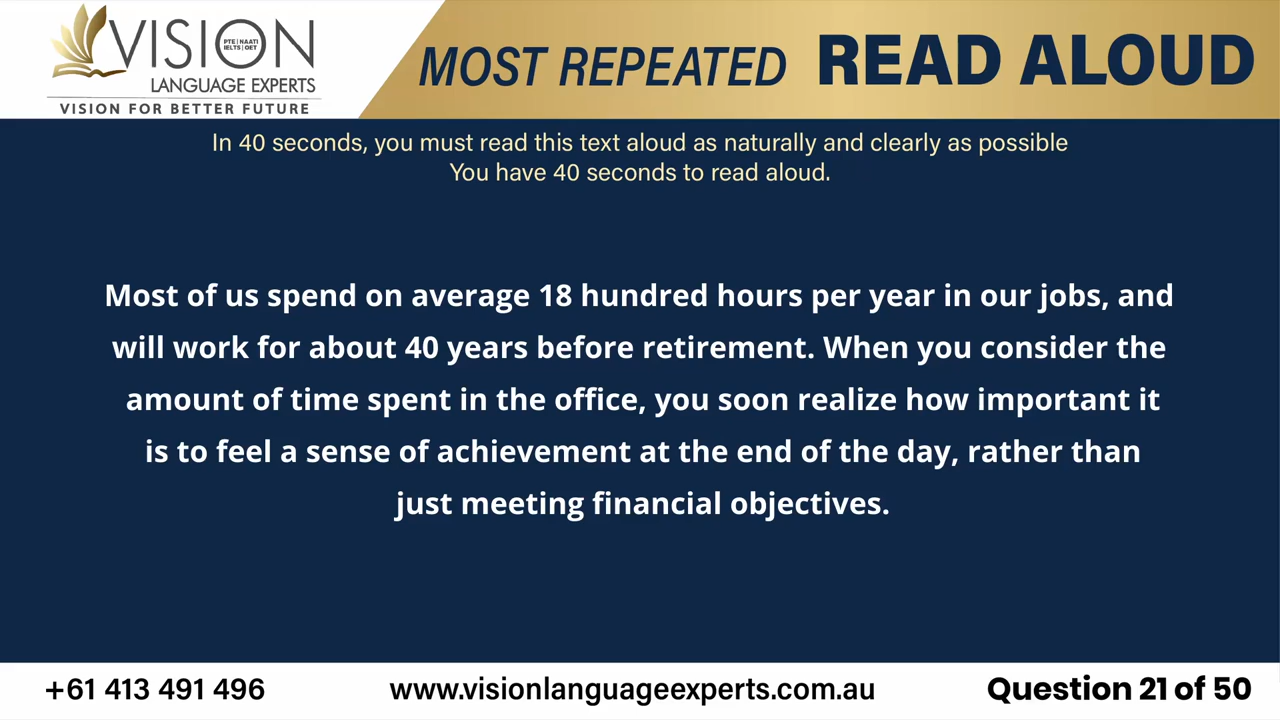 VISION
PTE | NAATI
IELTS | OET
LANGUAGE EXPERTS
VISION FOR BETTER FUTURE
MOST REPEATED READ ALOUD
In 40 seconds, you must read this text aloud as naturally and clearly as possible
You have 40 seconds to read aloud.
Most of us spend on average 18 hundred hours per year in our jobs, and
will work for about 40 years before retirement. When you consider the
amount of time spent in the office, you soon realize how important it
is to feel a sense of achievement at the end of the day, rather than
just meeting financial objectives.
+61 413 491 496
www.visionlanguageexperts.com.au
Question 21 of 50